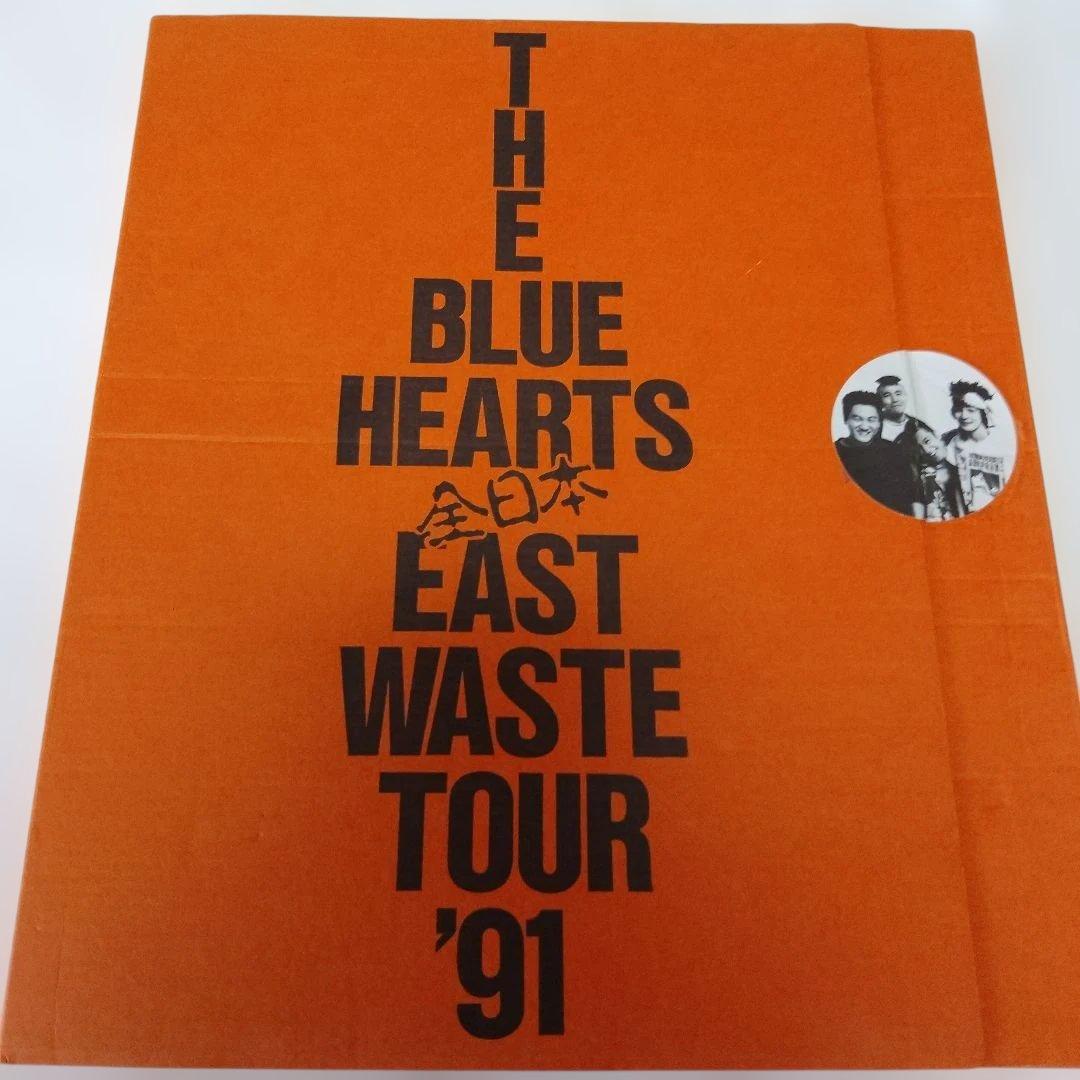 THE
BLUE
HEARTS
全日本
EAST
WASTE
TOUR
'91